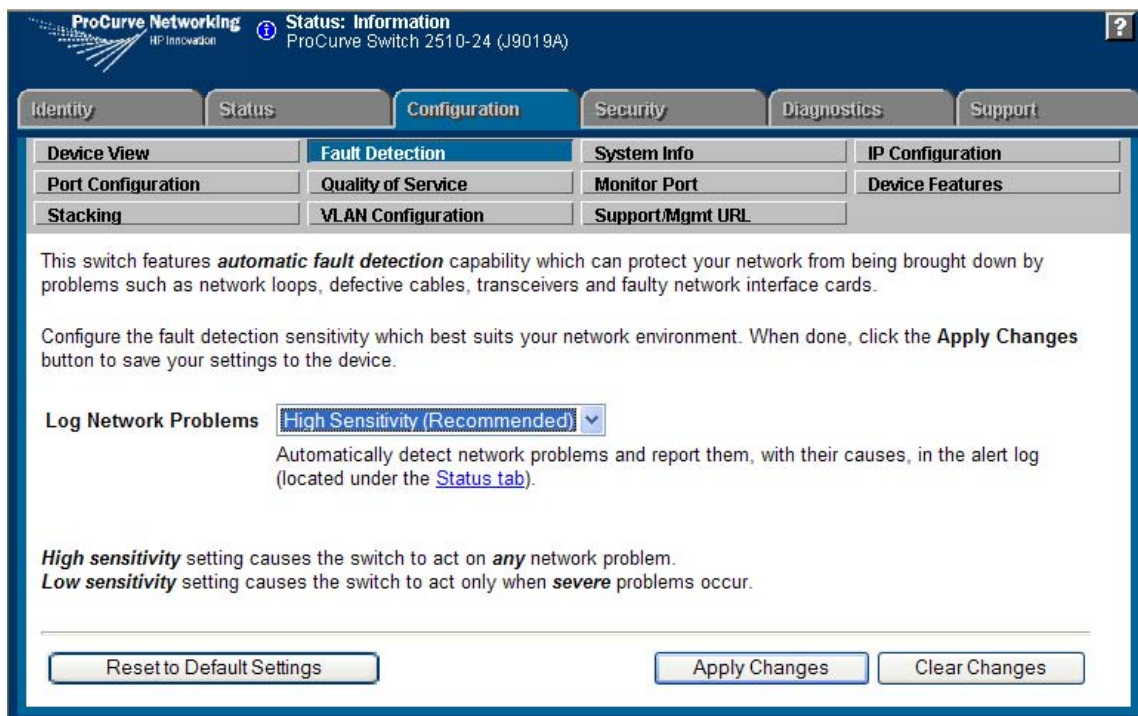 ProCurve Networking
HP Innovation
Status: Information
ProCurve Switch 2510-24 (J9019A)
?
Identity
Status
Configuration
Security
Diagnostics
Support
Device View
Fault Detection
System Info
IP Configuration
Port Configuration
Quality of Service
Monitor Port
Device Features
Stacking
VLAN Configuration
Support/Mgmt URL
This switch features automatic fault detection capability which can protect your network from being brought down by
problems such as network loops, defective cables, transceivers and faulty network interface cards.
Configure the fault detection sensitivity which best suits your network environment. When done, click the Apply Changes
button to save your settings to the device.
Log Network Problems
High Sensitivity (Recommended)
Automatically detect network problems and report them, with their causes, in the alert log
(located under the Status tab).
High sensitivity setting causes the switch to act on any network problem.
Low sensitivity setting causes the switch to act only when severe problems occur.
Reset to Default Settings
Apply Changes
Clear Changes